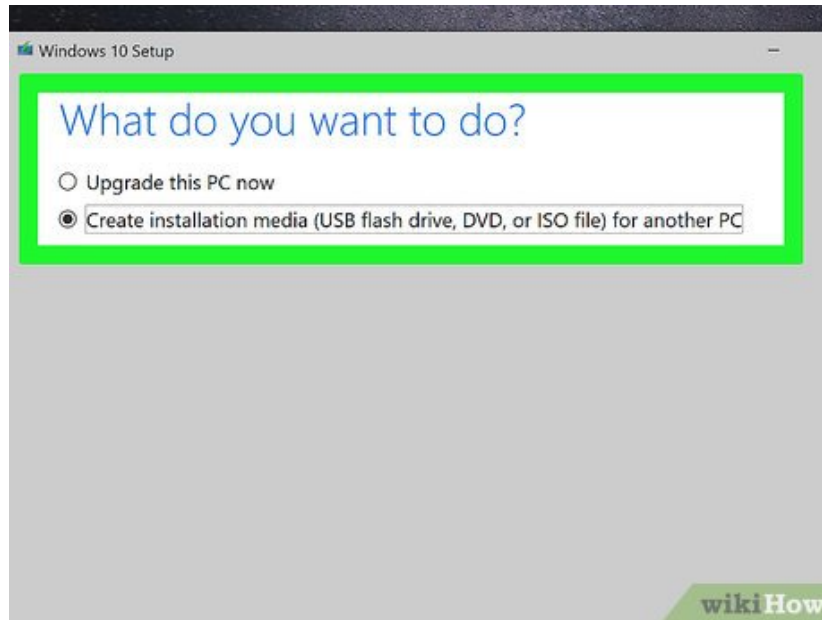 Windows 10 Setup
What do you want to do?
Upgrade this PC now
Create installation media (USB flash drive, DVD, or ISO file) for another PC
wikiHow